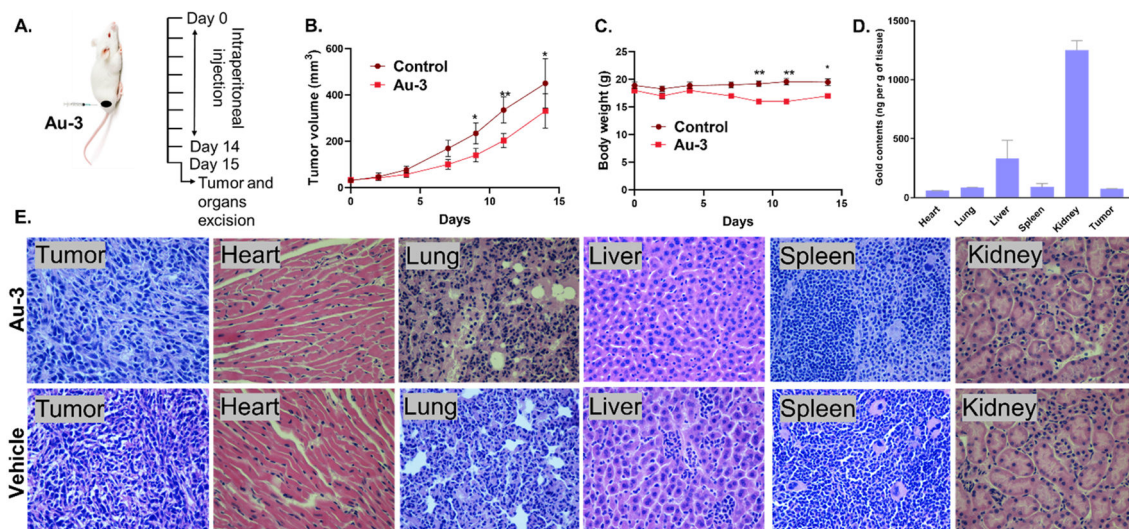 A.
Au-3
Day 0
Intraperitoneal
injection
Day 14
Day 15
Tumor and
organs
excision
B.
Tumor volume (mm³)
600
400
200
0
Control
Au-3
*
**
*
0
5
10
15
Days
C.
Body weight (g)
25
20
15
10
5
0
**
**
*
Control
Au-3
0
5
10
15
Days
D.
Gold contents (ng per g of tissue)
1500
1000
500
0
Heart
Lung
Liver
Spleen
Kidney
Tumor
E.
Au-3
Tumor
Heart
Lung
Liver
Spleen
Kidney
Vehicle
Tumor
Heart
Lung
Liver
Spleen
Kidney